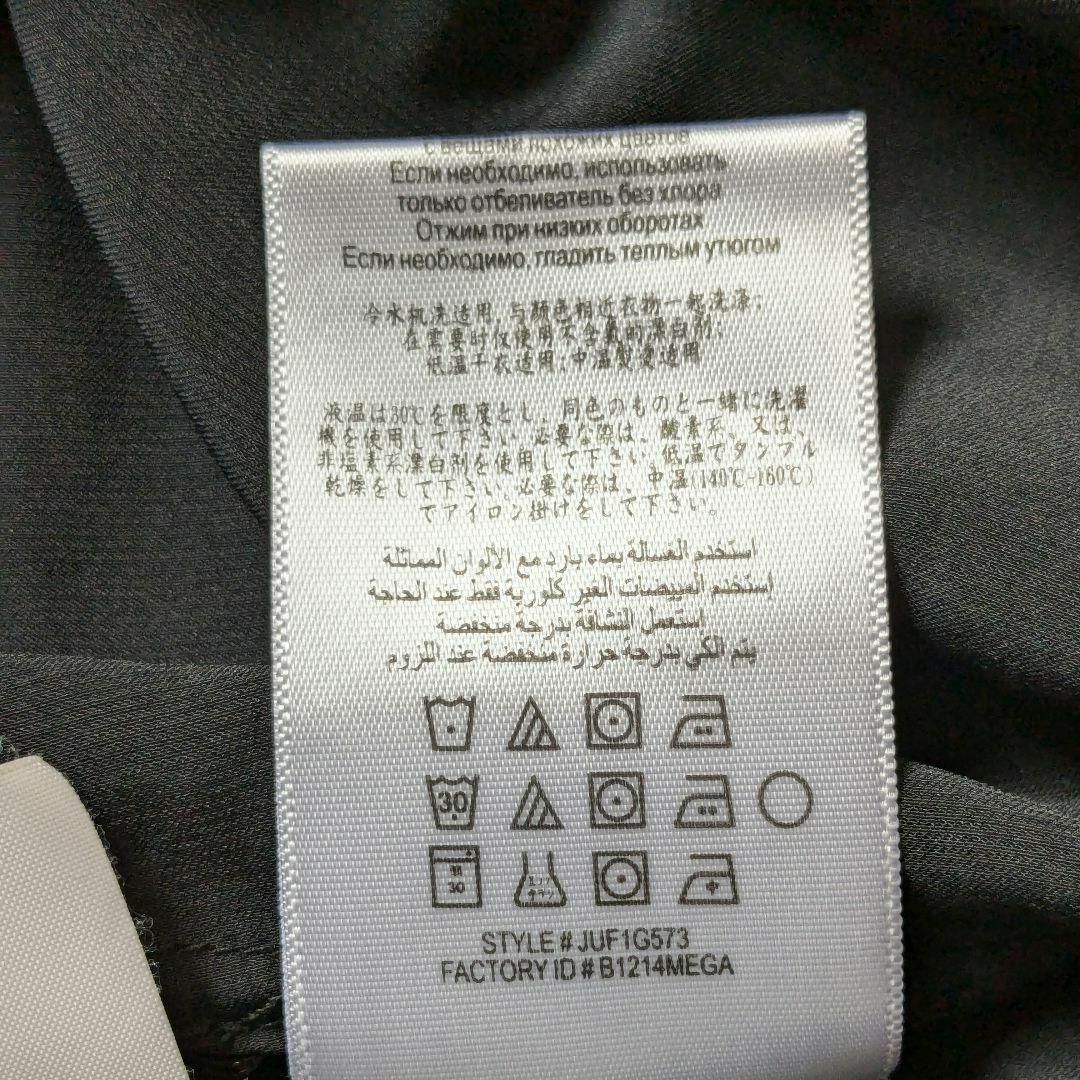 с вещами похожих цветов
Если необходимо, использовать
только отбеливатель без хлора
Отжим при низких оборотах
Если необходимо, гладить теплым утюгом
冷水机洗适用,与颜色相近衣物一起洗涤;
在需要时仅使用不含氯的漂白剂;
低温干衣适用;中温熨烫适用
液温は30℃を限度とし、同色のものと一緒に洗濯
機を使用して下さい.必要な際は、酸素系、又は、
非塩素系漂白剤を使用して下さい.低温でタンブル
乾燥をして下さい.必要な際は、中温(140℃-160℃)
でアイロン掛けをして下さい。
استخدم الغسالة بماء بارد مع الألوان المماثلة
استخدم المبيضات الغير كلورية فقط عند الحاجة
إستعمل النشافة بدرجة منخفضة
يتم الكي بدرجة حرارة منخفضة عند اللزوم
30
30
中
STYLE # JUF1G573
FACTORY ID # B1214MEGA